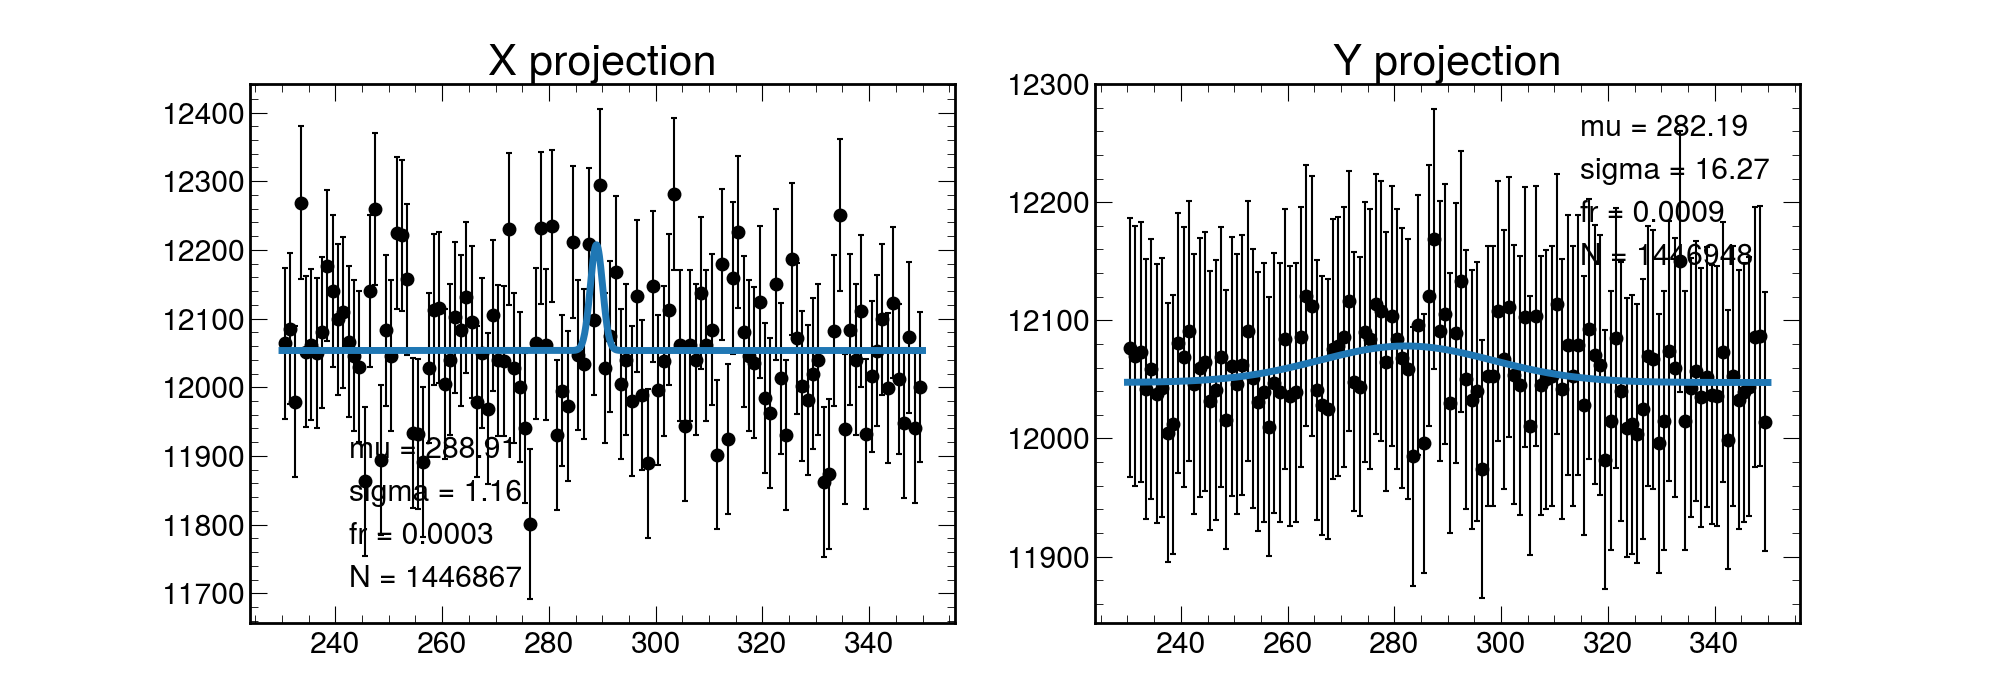 X projection
12400
12300
12200
12100
12000
11900
11800
11700
240 260 280 300 320 340
mu = 288.91
sigma = 1.16
fr = 0.0003
N = 1446867
Y projection
12300
12200
12100
12000
11900
240 260 280 300 320 340
mu = 282.19
sigma = 16.27
fr = 0.0009
N = 1446948